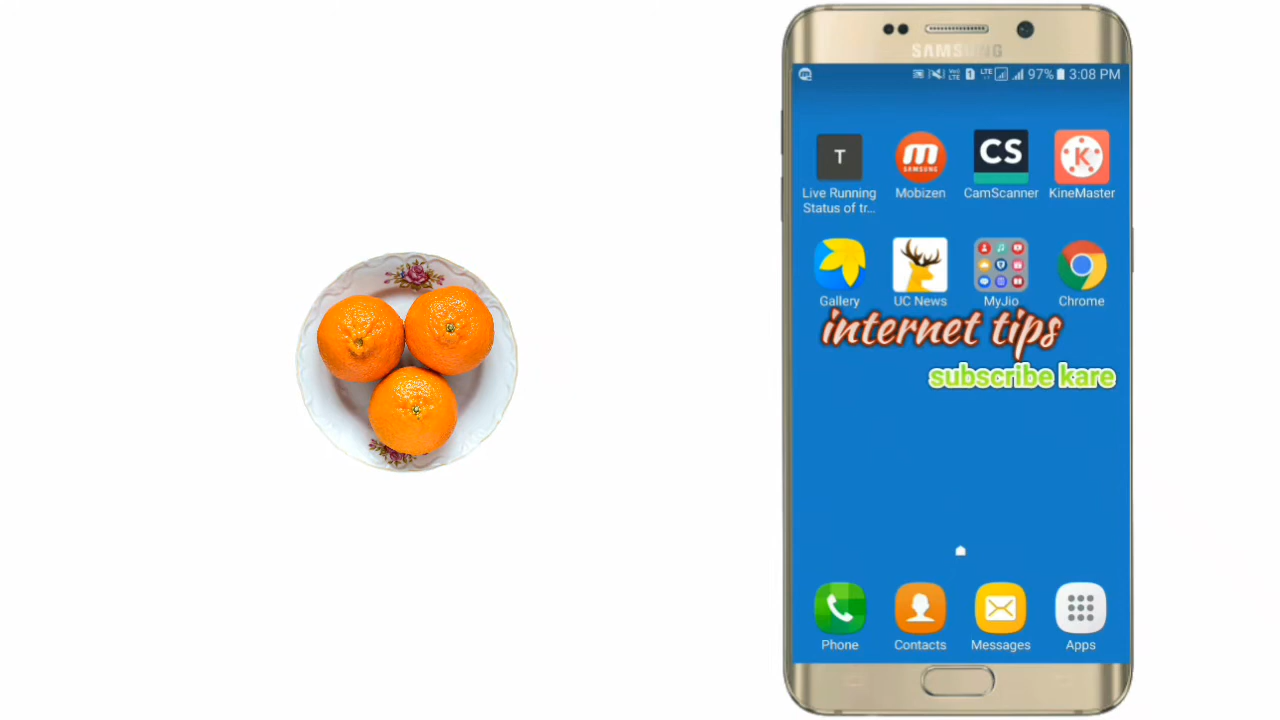 SAMSUNG
97% 3:08 PM
T
CS
K
Live Running
Status of tr...
Mobizen
CamScanner
KineMaster
Gallery
UC News
MyJio
Chrome
internet tips
subscribe kare
Phone
Contacts
Messages
Apps